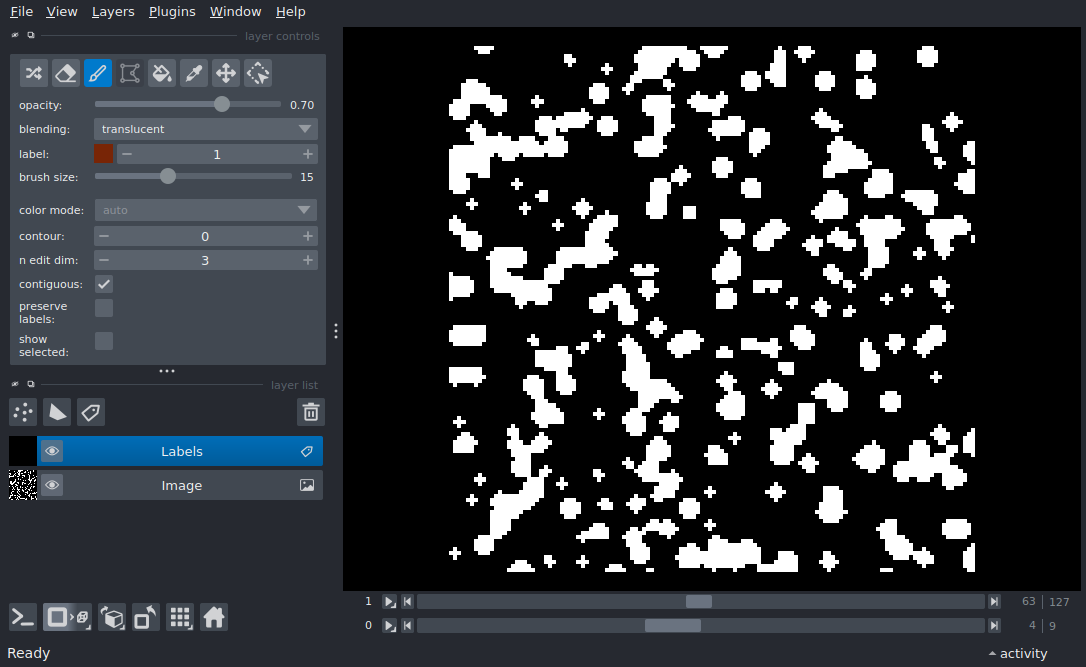 File View Layers Plugins Window Help
layer controls
opacity: 0.70
blending: translucent
label: 1
brush size: 15
color mode: auto
contour: 0
n edit dim: 3
contiguous:
preserve
labels:
show
selected:
layer list
Labels
Image
1 63 127
0 4 9
Ready activity